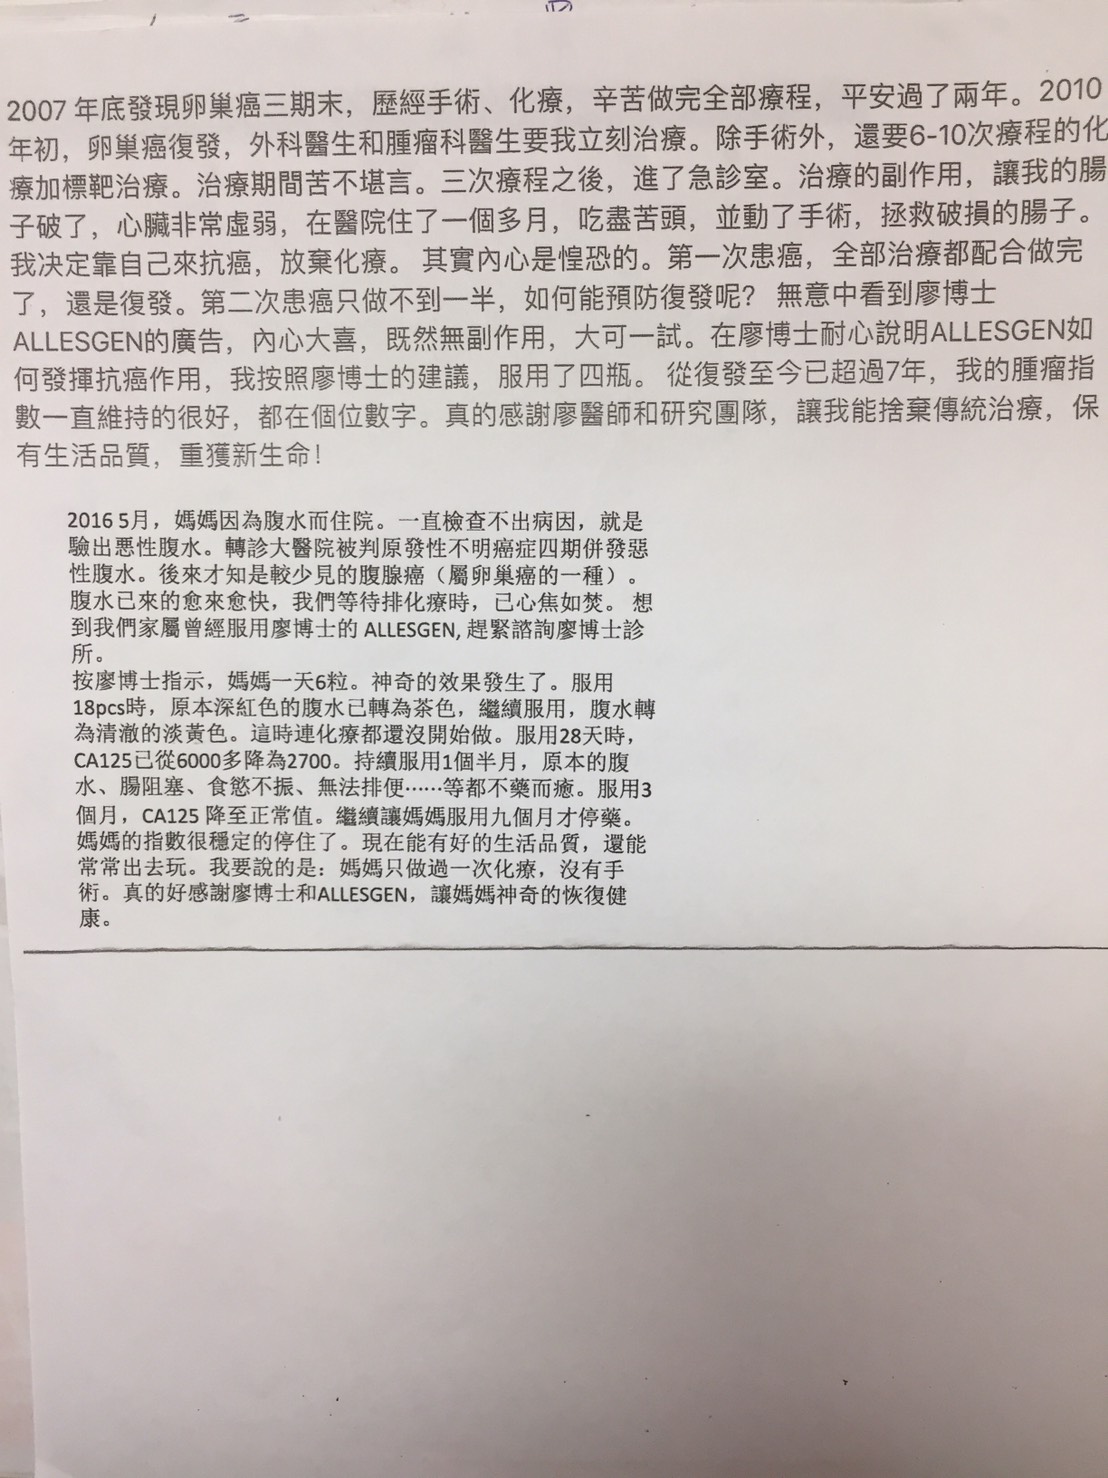 2007 年底發現卵巢癌三期末，歷經手術、化療，辛苦做完全部療程，平安過了兩年。2010
年初，卵巢癌復發，外科醫生和腫瘤科醫生要我立刻治療。除手術外，還要6-10次療程的化
療加標靶治療。治療期間苦不堪言。三次療程之後，進了急診室。治療的副作用，讓我的腸
子破了，心臟非常虛弱，在醫院住了一個多月，吃盡苦頭，並動了手術，拯救破損的腸子。
我決定靠自己來抗癌，放棄化療。 其實內心是惶恐的。第一次患癌，全部治療都配合做完
了，還是復發。第二次患癌只做不到一半，如何能預防復發呢？ 無意中看到廖博士
ALLESGEN的廣告，內心大喜，既然無副作用，大可一試。在廖博士耐心說明ALLESGEN如
何發揮抗癌作用，我按照廖博士的建議，服用了四瓶。 從復發至今已超過7年，我的腫瘤指
數一直維持的很好，都在個位數字。真的感謝廖醫師和研究團隊，讓我能捨棄傳統治療，保
有生活品質，重獲新生命！
2016 5月，媽媽因為腹水而住院。一直檢查不出病因，就是
驗出惡性腹水。轉診大醫院被判原發性不明癌症四期併發惡
性腹水。後來才知是較少見的腹腺癌（屬卵巢癌的一種）。
腹水已來的愈來愈快，我們等待排化療時，已心焦如焚。 想
到我們家屬曾經服用廖博士的 ALLESGEN, 趕緊諮詢廖博士診
所。
按廖博士指示，媽媽一天6粒。神奇的效果發生了。服用
18pcs時，原本深紅色的腹水已轉為茶色，繼續服用，腹水轉
為清澈的淡黃色。這時連化療都還沒開始做。服用28天時，
CA125已從6000多降為2700。持續服用1個半月，原本的腹
水、腸阻塞、食慾不振、無法排便……等都不藥而癒。服用3
個月，CA125 降至正常值。繼續讓媽媽服用九個月才停藥。
媽媽的指數很穩定的停住了。現在能有好的生活品質，還能
常常出去玩。我要說的是：媽媽只做過一次化療，沒有手
術。真的好感謝廖博士和ALLESGEN，讓媽媽神奇的恢復健
康。